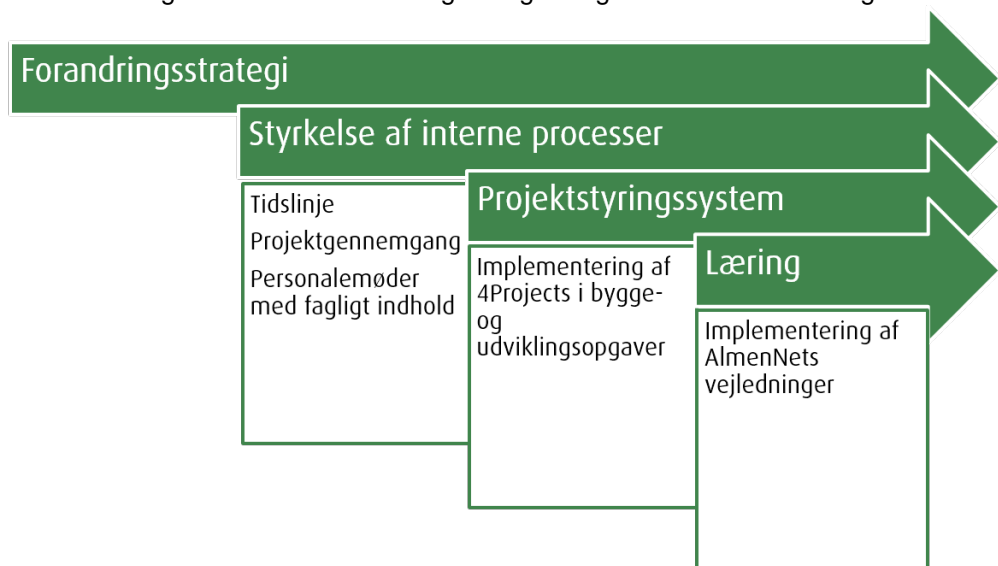 Forandringsstrategi
Styrkelse af interne processer
Tidslinje
Projektgennemgang
Personalemøder
med fagligt indhold
Projektstyringssystem
Implementering af
4Projects i bygge-
og
udviklingsopgaver
Læring
Implementering af
AlmenNets
vejledninger